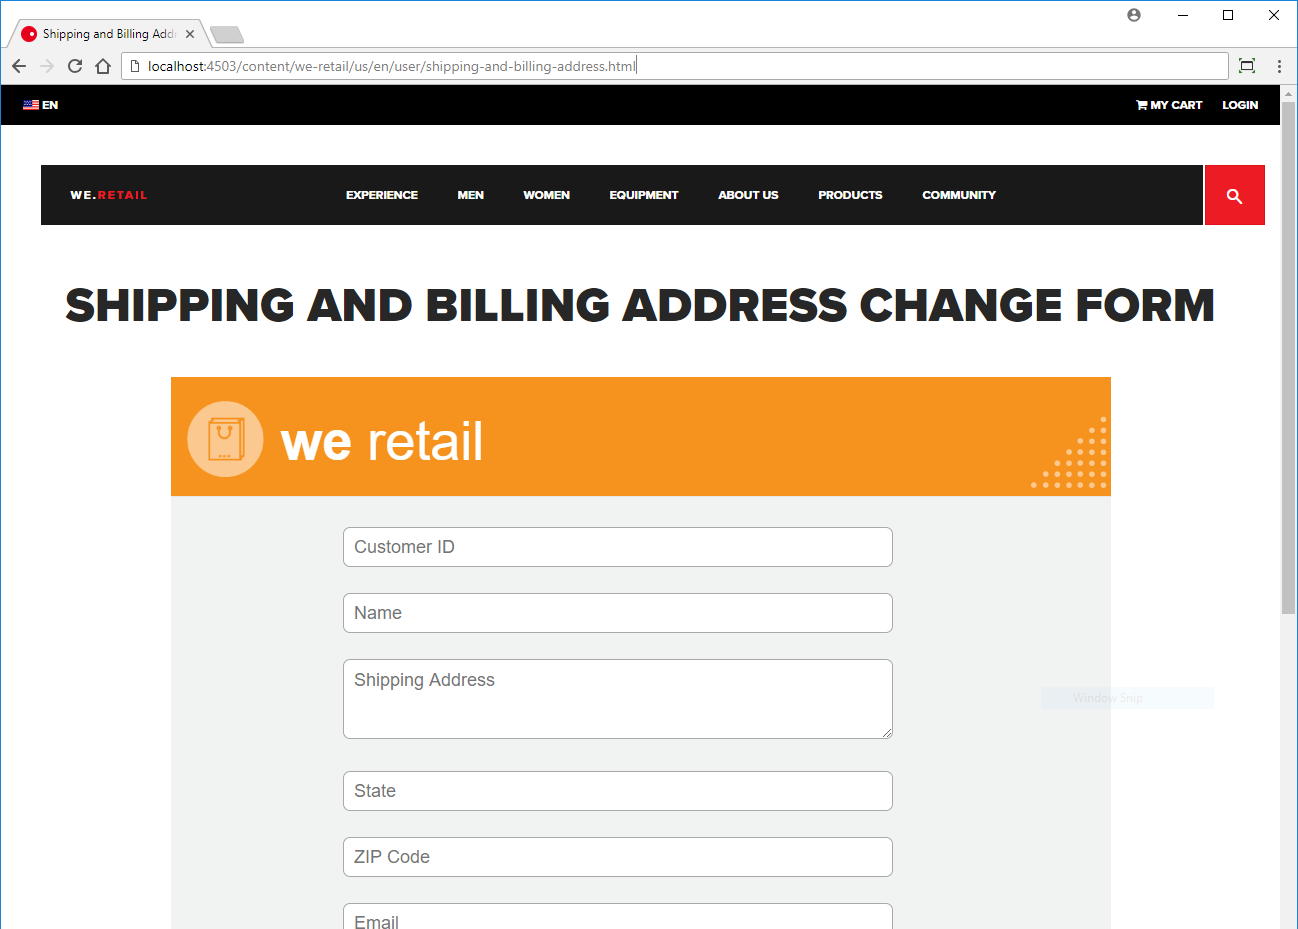 Shipping and Billing Add
localhost:4503/content/we-retail/us/en/user/shipping-and-billing-address.html
EN
MY CART LOGIN
WE.RETAIL EXPERIENCE MEN WOMEN EQUIPMENT ABOUT US PRODUCTS COMMUNITY
SHIPPING AND BILLING ADDRESS CHANGE FORM
we retail
Customer ID
Name
Shipping Address
Window Snip
State
ZIP Code
Email